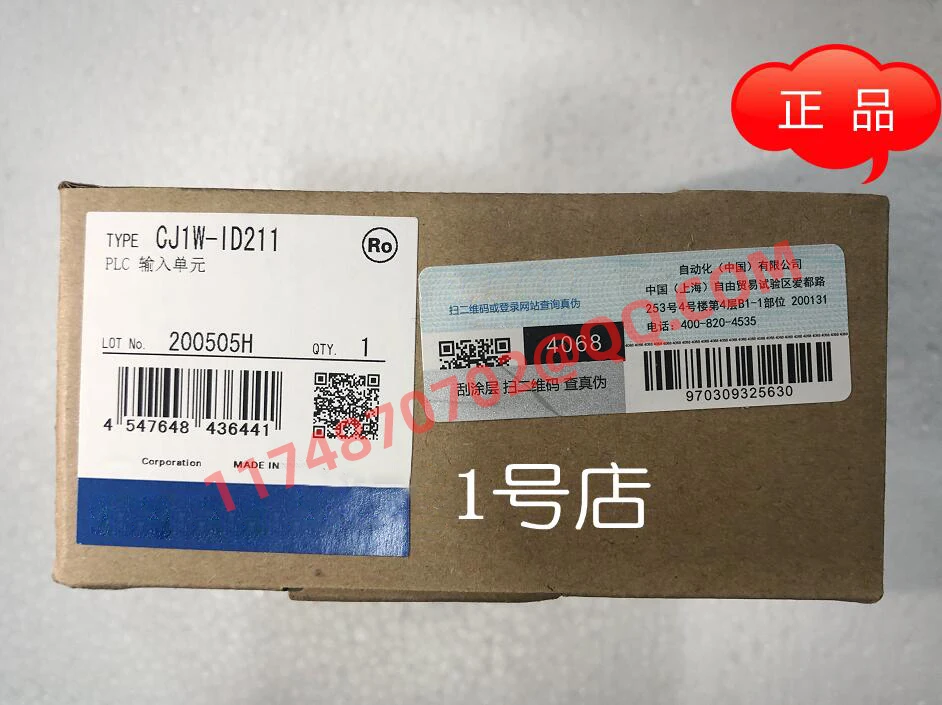 正品
TYPE CJ1W-ID211
PLC 输入单元
Ro
LOT No. 200505H QTY. 1
4 547648 436441
Corporation MADE IN
自动化（中国）有限公司
中国（上海）自由贸易试验区爱都路
253号4号楼第4层B1-1部位 200131
电话：400-820-4535
扫二维码或登录网站查询真伪
4068
刮涂层 扫二维码 查真伪
970309325630
1174870702@QQ.COM
1号店